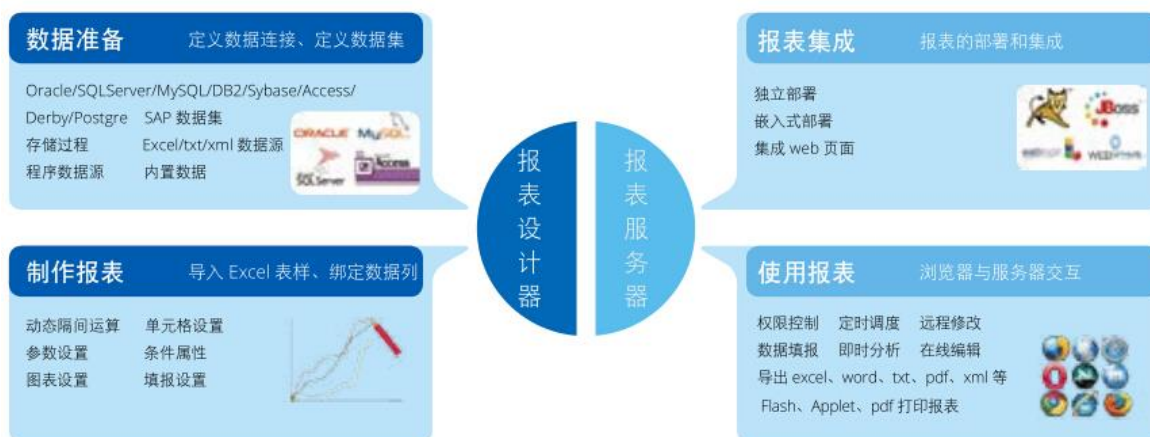 数据准备 定义数据连接、定义数据集
Oracle/SQLServer/MySQL/DB2/Sybase/Access/
Derby/Postgre SAP 数据集
存储过程 Excel/txt/xml 数据源
程序数据源 内置数据
ORACLE MySQL
SQL Server Access
制作报表 导入 Excel 表样、绑定数据列
动态隔间运算 单元格设置
参数设置 条件属性
图表设置 填报设置
报表设计器
报表服务器
报表集成 报表的部署和集成
独立部署
嵌入式部署
集成 web 页面
JBoss
使用报表 浏览器与服务器交互
权限控制 定时调度 远程修改
数据填报 即时分析 在线编辑
导出 excel、word、txt、pdf、xml 等
Flash、Applet、pdf 打印报表